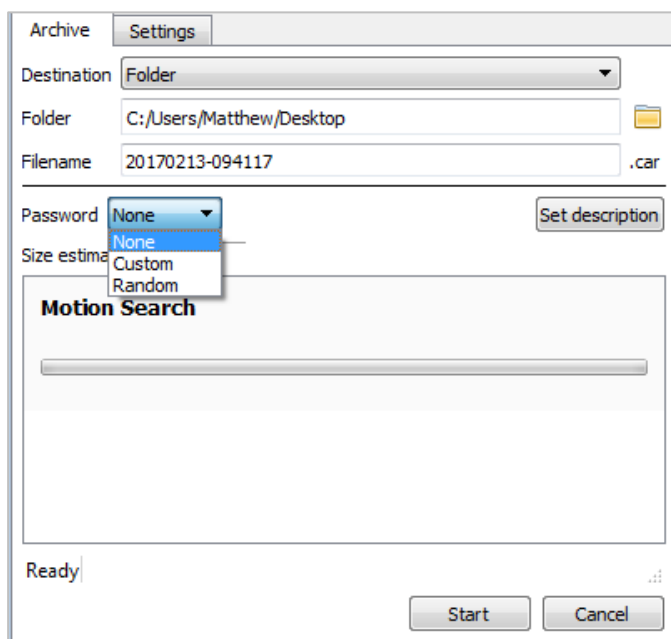 Archive Settings
Destination Folder
Folder C:/Users/Matthew/Desktop
Filename 20170213-094117 .car
Password None Set description
None
Size estima
Custom
Random
Motion Search
Ready
Start Cancel